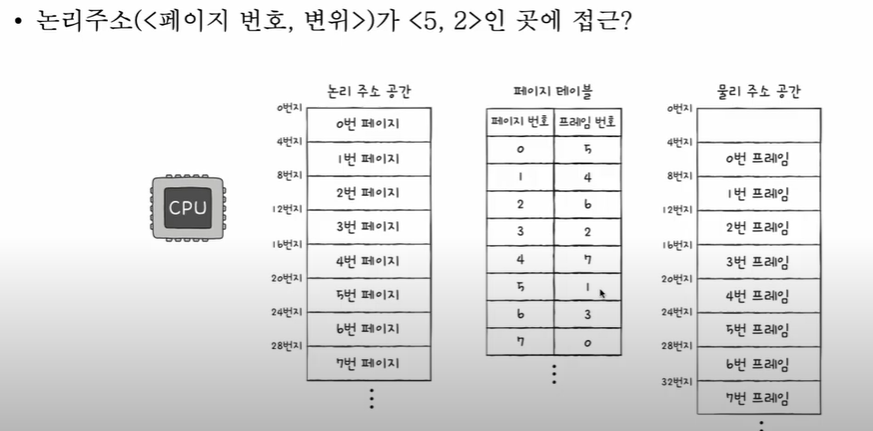 • 논리주소(<페이지 번호, 변위>)가 <5, 2>인 곳에 접근?
논리 주소 공간
0번지
0번 페이지
4번지
1번 페이지
8번지
2번 페이지
12번지
3번 페이지
16번지
4번 페이지
20번지
5번 페이지
24번지
6번 페이지
28번지
7번 페이지
CPU
페이지 테이블
페이지 번호 프레임 번호
0 5
1 4
2 6
3 2
4 7
5 1
6 3
7 0
물리 주소 공간
0번지
4번지
0번 프레임
8번지
1번 프레임
12번지
2번 프레임
16번지
3번 프레임
20번지
4번 프레임
24번지
5번 프레임
28번지
6번 프레임
32번지
7번 프레임